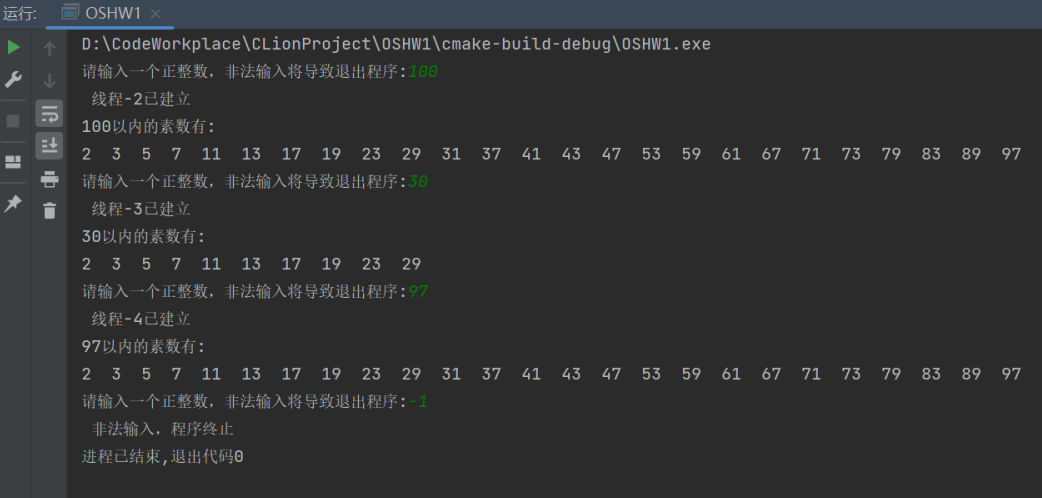 运行: OSHW1
D:\CodeWorkplace\CLionProject\OSHW1\cmake-build-debug\OSHW1.exe
请输入一个正整数，非法输入将导致退出程序:100
线程-2已建立
100以内的素数有:
2 3 5 7 11 13 17 19 23 29 31 37 41 43 47 53 59 61 67 71 73 79 83 89 97
请输入一个正整数，非法输入将导致退出程序:30
线程-3已建立
30以内的素数有:
2 3 5 7 11 13 17 19 23 29
请输入一个正整数，非法输入将导致退出程序:97
线程-4已建立
97以内的素数有:
2 3 5 7 11 13 17 19 23 29 31 37 41 43 47 53 59 61 67 71 73 79 83 89 97
请输入一个正整数，非法输入将导致退出程序:-1
非法输入，程序终止
进程已结束,退出代码0